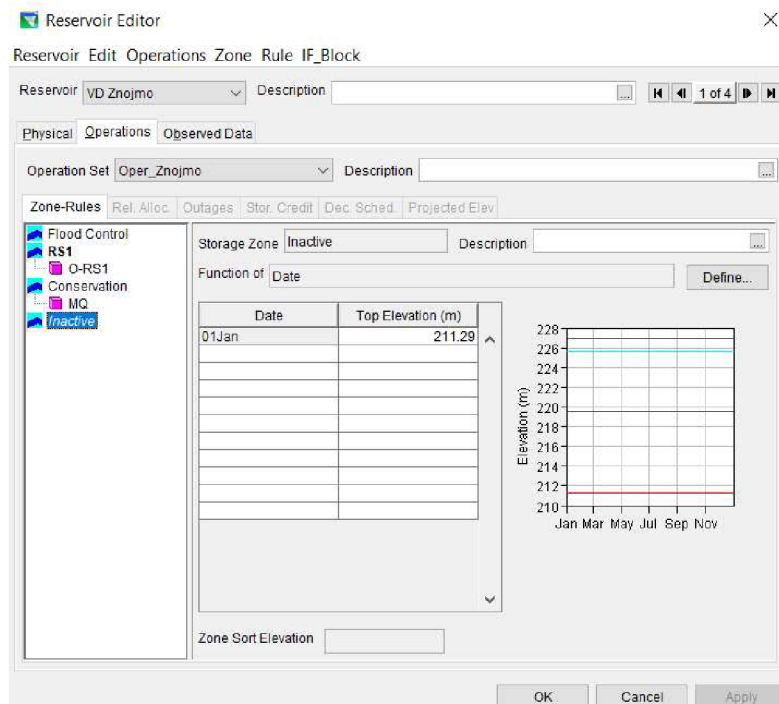 Reservoir Editor
Reservoir Edit Operations Zone Rule IF_Block
Reservoir VD Znojmo Description ... 1 of 4
Physical Operations Observed Data
Operation Set Oper_Znojmo Description ...
Zone-Rules Rel. Alloc. Outages Stor. Credit Dec. Sched. Projected Elev
Flood Control
RS1
O-RS1
Conservation
MQ
Inactive
Storage Zone Inactive Description ...
Function of Date Define...
Date Top Elevation (m)
01Jan 211.29
228
226
224
222
220
218
216
214
212
210
Elevation (m)
Jan Mar May Jul Sep Nov
Zone Sort Elevation
OK Cancel Apply